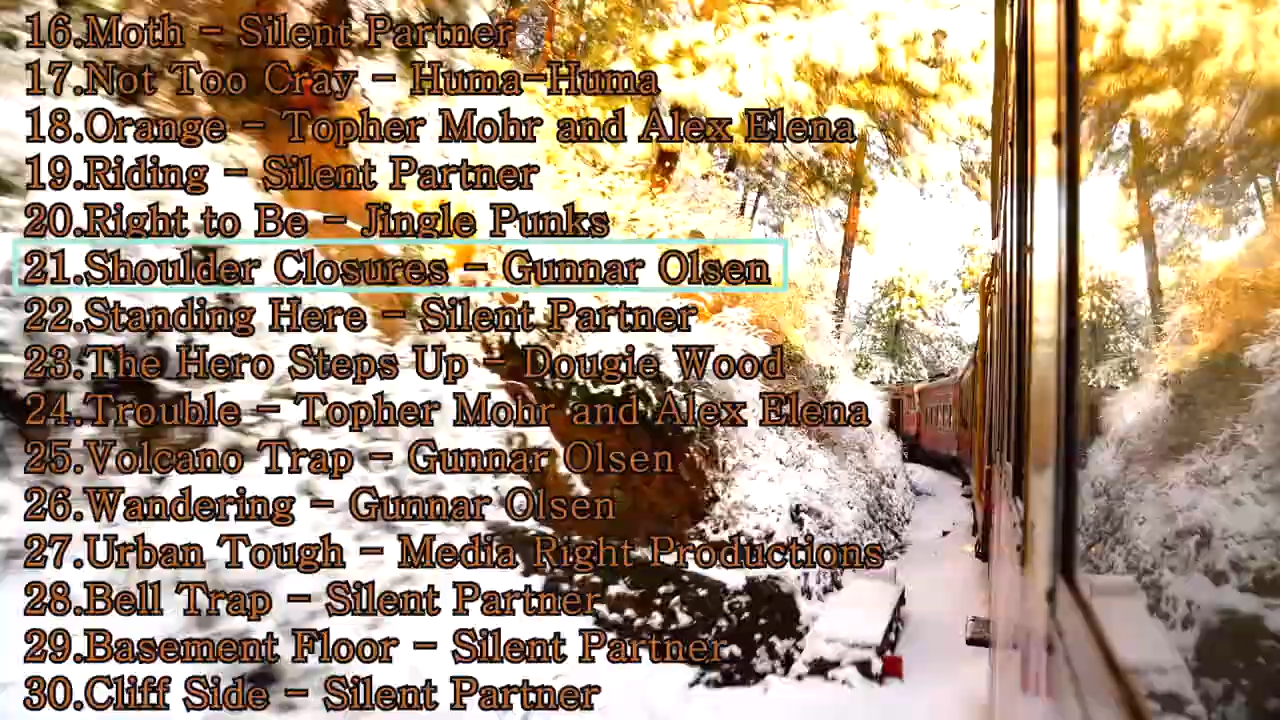 16.Moth - Silent Partner
17.Not Too Cray - Huma-Huma
18.Orange - Topher Mohr and Alex Elena
19.Riding - Silent Partner
20.Right to Be - Jingle Punks
21.Shoulder Closures - Gunnar Olsen
22.Standing Here - Silent Partner
23.The Hero Steps Up - Dougie Wood
24.Trouble - Topher Mohr and Alex Elena
25.Volcano Trap - Gunnar Olsen
26.Wandering - Gunnar Olsen
27.Urban Tough - Media Right Productions
28.Bell Trap - Silent Partner
29.Basement Floor - Silent Partner
30.Cliff Side - Silent Partner